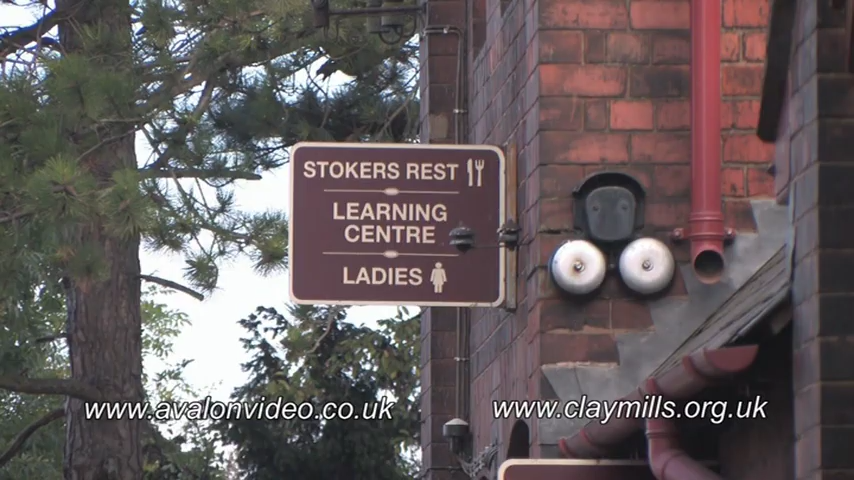 STOKERS REST
LEARNING
CENTRE
LADIES
www.avalonvideo.co.uk
www.claymills.org.uk